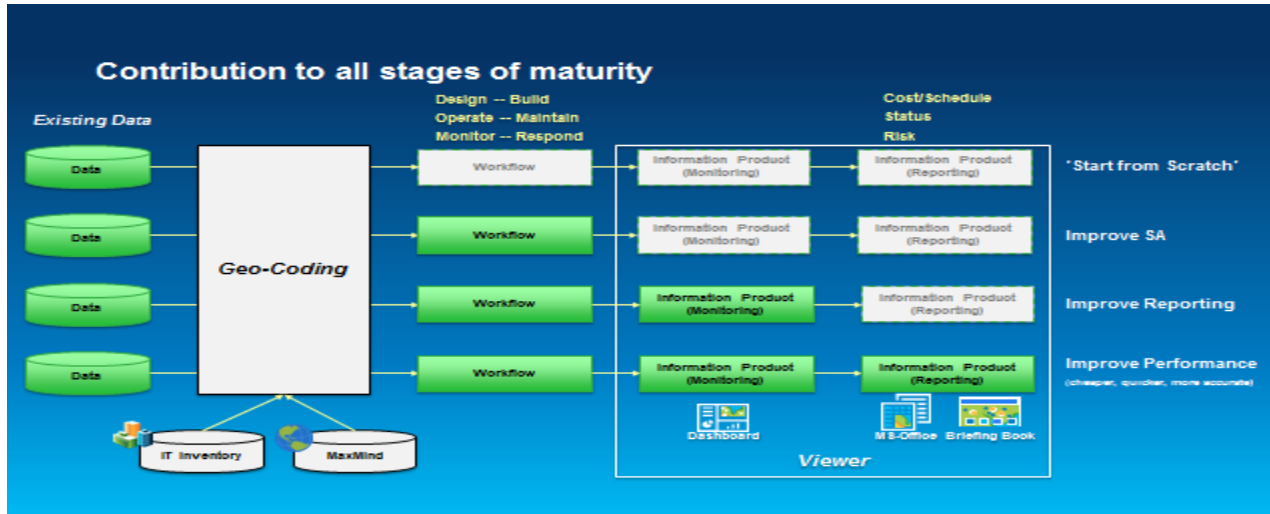 Contribution to all stages of maturity
Existing Data
Design -- Build
Operate -- Maintain
Monitor -- Respond
Cost/Schedule
Status
Risk
Data
Workflow
Information Product
(Monitoring)
Information Product
(Reporting)
"Start from Scratch"
Data
Workflow
Information Product
(Monitoring)
Information Product
(Reporting)
Improve SA
Geo-Coding
Data
Workflow
Information Product
(Monitoring)
Information Product
(Reporting)
Improve Reporting
Data
Workflow
Information Product
(Monitoring)
Information Product
(Reporting)
Improve Performance
(cheaper, quicker, more accurate)
IT Inventory
MaxMind
Dashboard
MS-Office
Briefing Book
Viewer